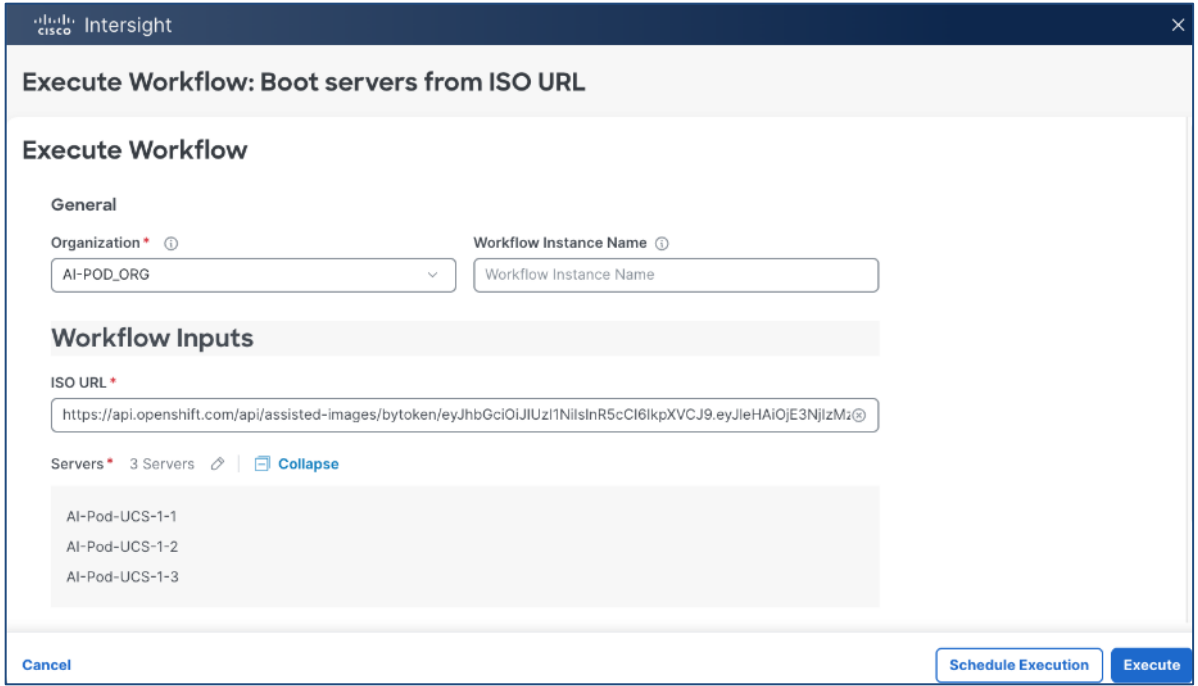 cisco Intersight
Execute Workflow: Boot servers from ISO URL
Execute Workflow
General
Organization * Workflow Instance Name
AI-POD_ORG Workflow Instance Name
Workflow Inputs
ISO URL *
https://api.openshift.com/api/assisted-images/bytoken/eyJhbGciOiJIUzI1NiIsInR5cCI6IkpXVCJ9.eyJleHAiOjE3NjIzMz
Servers * 3 Servers Collapse
AI-Pod-UCS-1-1
AI-Pod-UCS-1-2
AI-Pod-UCS-1-3
Cancel Schedule Execution Execute